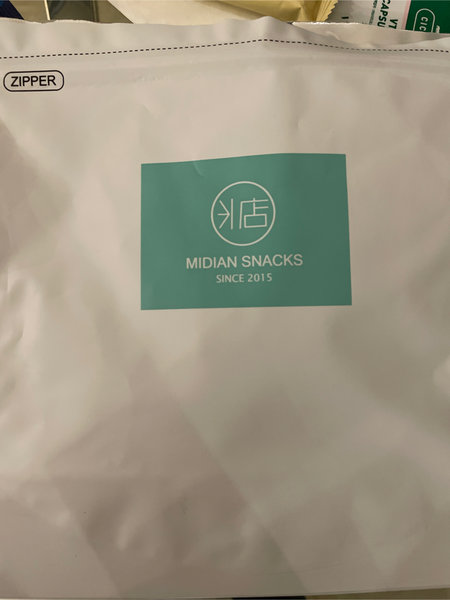 ZIPPER
米店
MIDIAN SNACKS
SINCE 2015